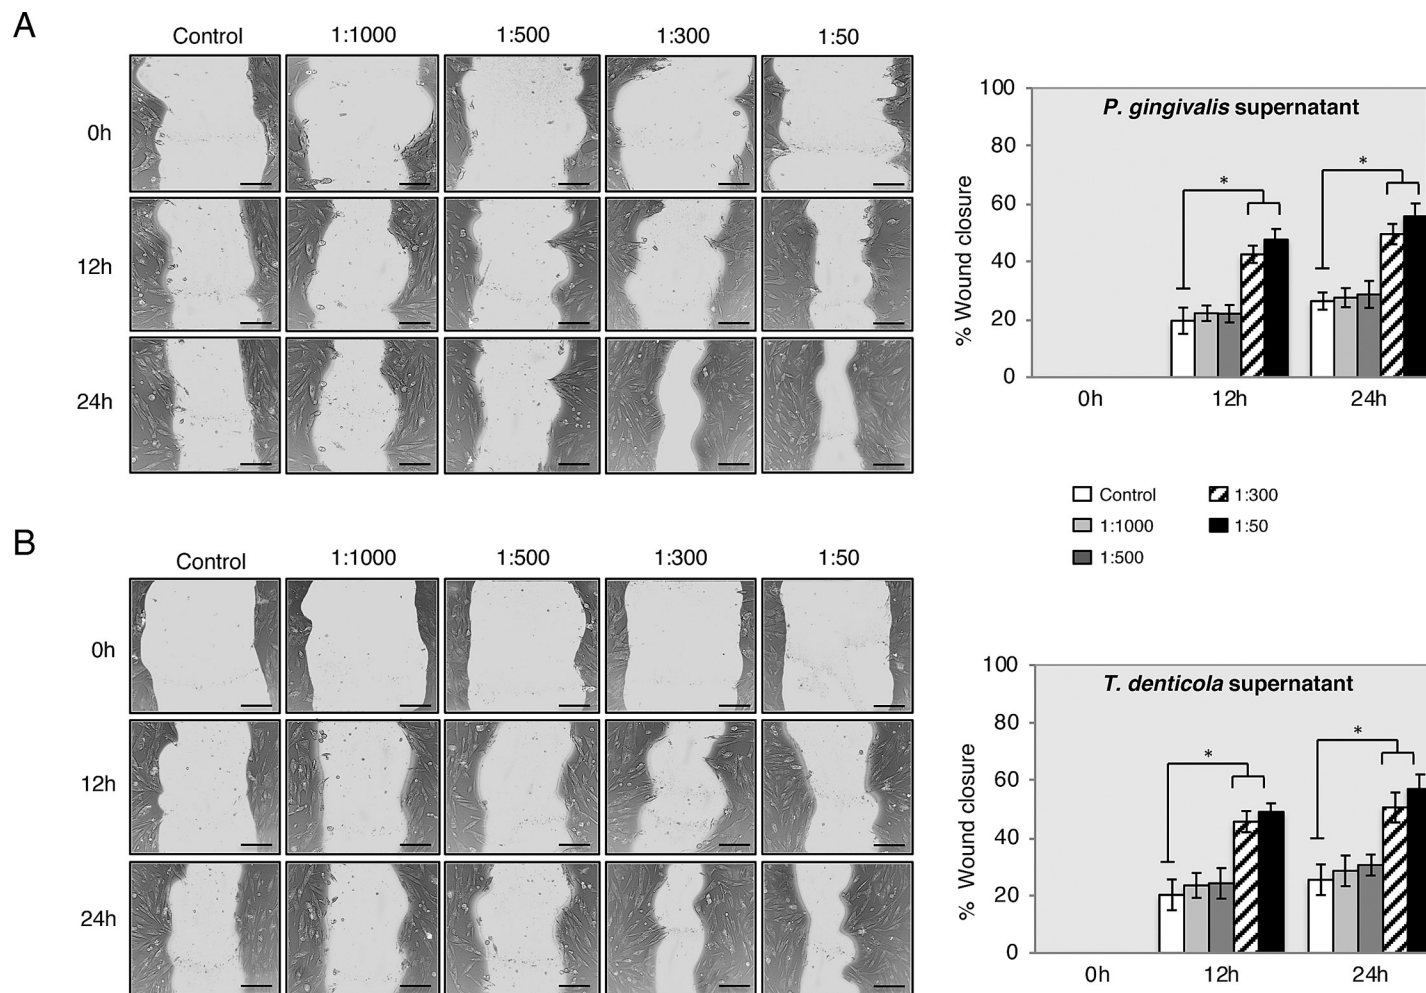 A
Control 1:1000 1:500 1:300 1:50
0h
12h
24h
100
80
60
40
20
0
% Wound closure
P. gingivalis supernatant
*
*
0h 12h 24h
Control 1:300
1:1000 1:50
1:500
B
Control 1:1000 1:500 1:300 1:50
0h
12h
24h
100
80
60
40
20
0
% Wound closure
T. denticola supernatant
*
*
0h 12h 24h